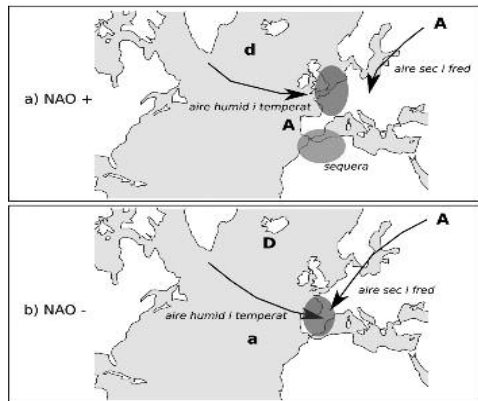 A
d
aire sec i fred
a) NAO +
aire humid i temperat
A
sequera
A
D
aire sec i fred
b) NAO -
aire humid i temperat
a